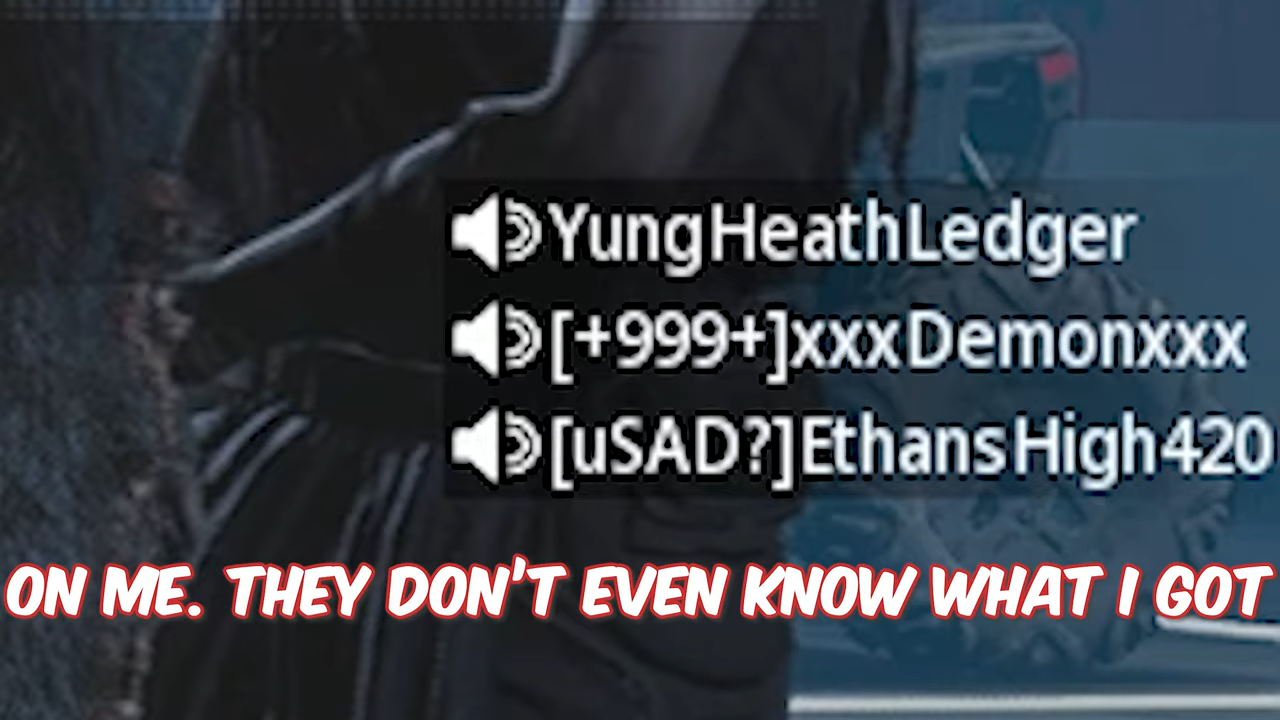 YungHeathLedger
[+999+]xxxDemonxxx
[uSAD?]EthansHigh420
ON ME. THEY DON'T EVEN KNOW WHAT I GOT